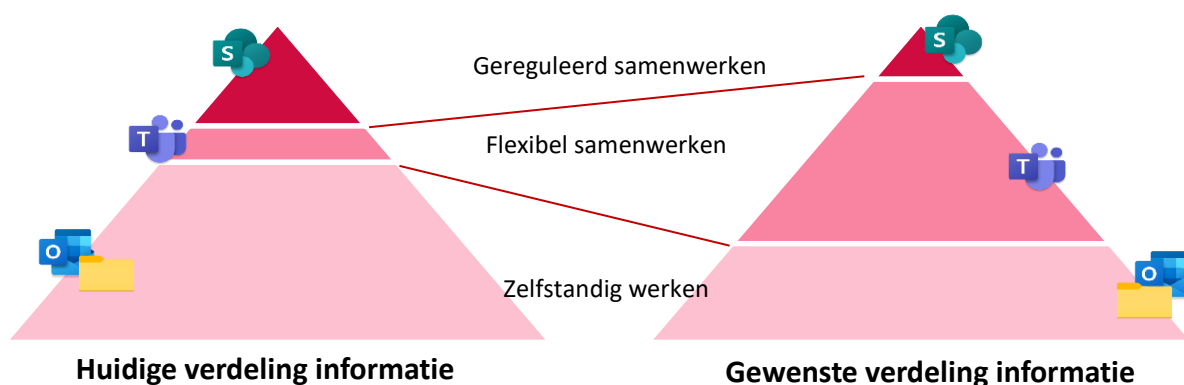 S
S
Gereguleerd samenwerken
T
Flexibel samenwerken
T
O
O
Zelfstandig werken
Huidige verdeling informatie
Gewenste verdeling informatie